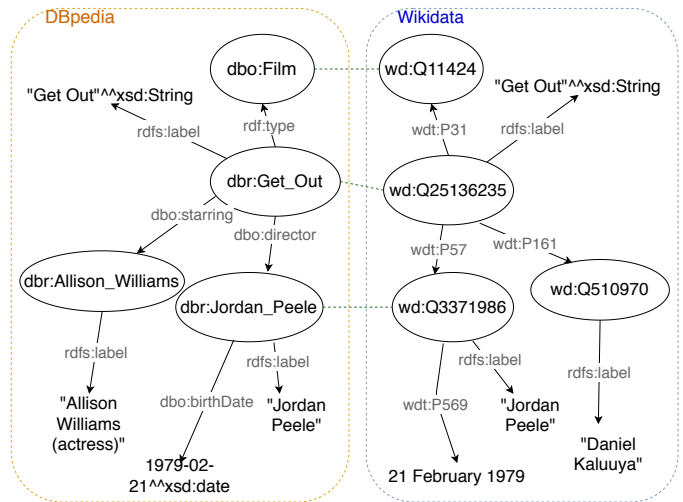 DBpedia
Wikidata
dbo:Film
wd:Q11424
"Get Out"^^xsd:String
"Get Out"^^xsd:String
rdfs:label
rdf:type
wdt:P31
rdfs:label
dbr:Get_Out
wd:Q25136235
dbo:starring
dbo:director
wdt:P57
wdt:P161
dbr:Allison_Williams
dbr:Jordan_Peele
wd:Q3371986
wd:Q510970
rdfs:label
rdfs:label
rdfs:label
rdfs:label
dbo:birthDate
wdt:P569
"Allison
Williams
(actress)"
"Jordan
Peele"
"Jordan
Peele"
"Daniel
Kaluuya"
1979-02-
21^^xsd:date
21 February 1979